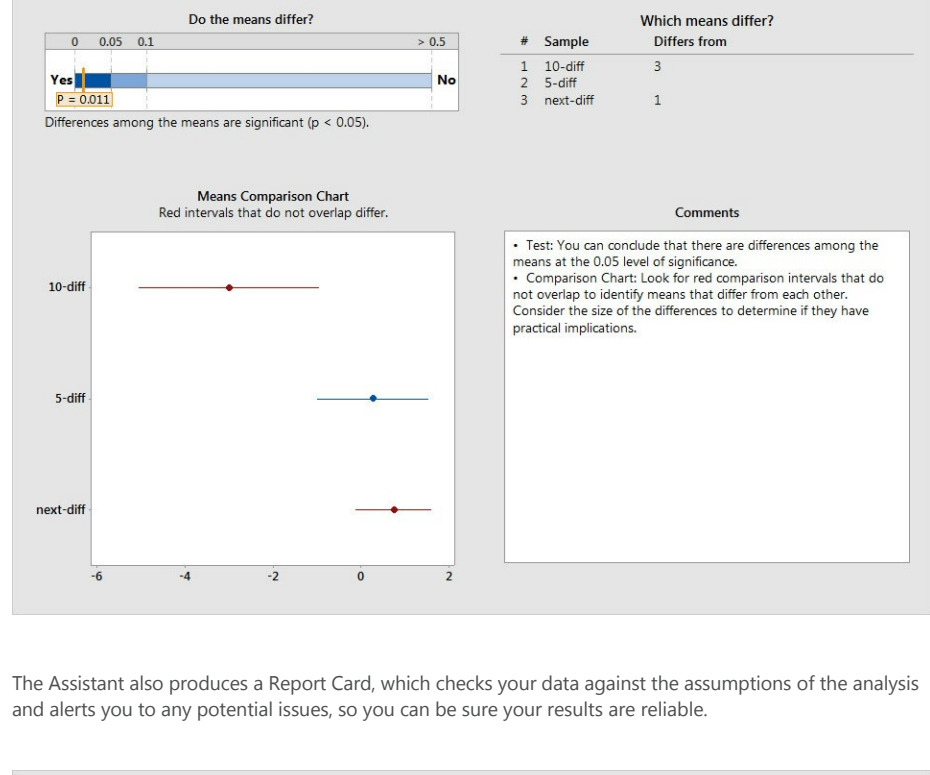 Do the means differ?
0 0.05 0.1 > 0.5
Yes No
P = 0.011
Differences among the means are significant (p < 0.05).
Which means differ?
# Sample Differs from
1 10-diff 3
2 5-diff
3 next-diff 1
Means Comparison Chart
Red intervals that do not overlap differ.
10-diff
5-diff
next-diff
-6 -4 -2 0 2
Comments
• Test: You can conclude that there are differences among the
means at the 0.05 level of significance.
• Comparison Chart: Look for red comparison intervals that do
not overlap to identify means that differ from each other.
Consider the size of the differences to determine if they have
practical implications.
The Assistant also produces a Report Card, which checks your data against the assumptions of the analysis
and alerts you to any potential issues, so you can be sure your results are reliable.